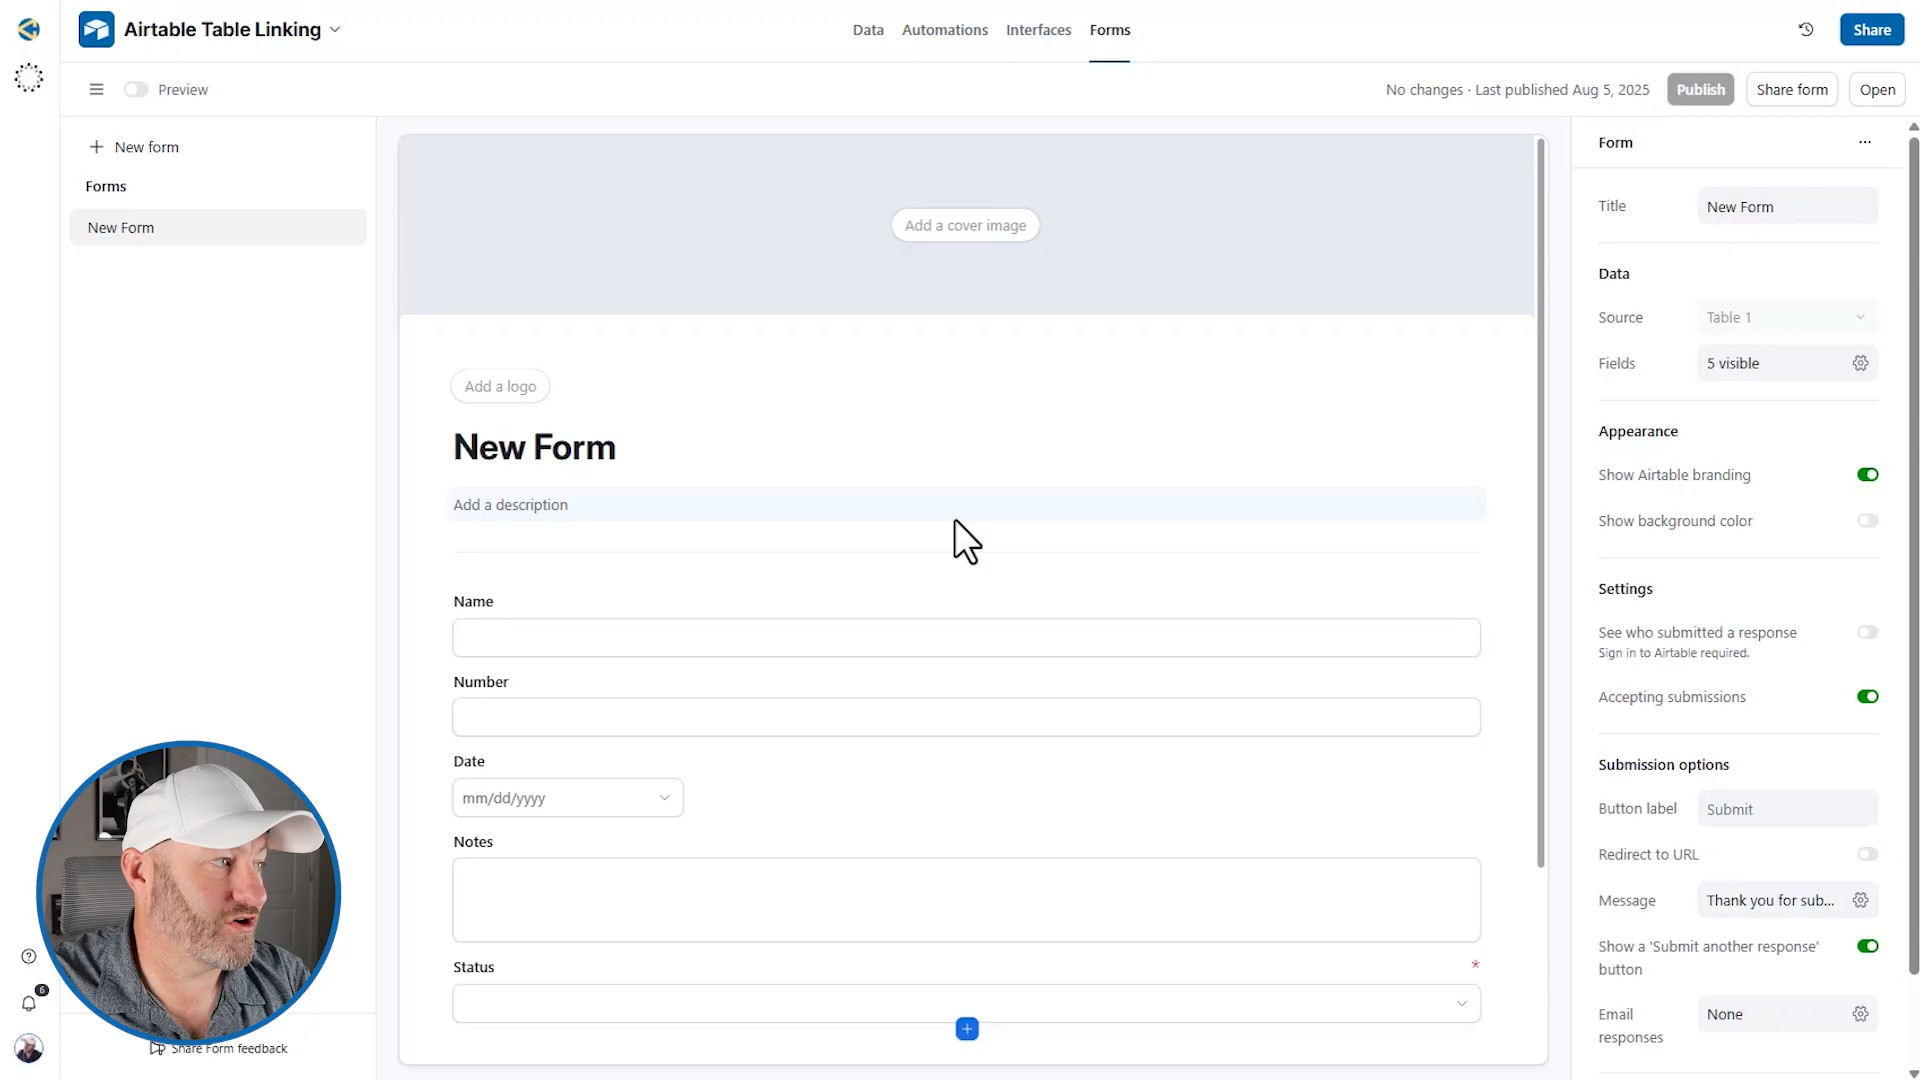 Airtable Table Linking
Data
Automations
Interfaces
Forms
Share
Preview
No changes · Last published Aug 5, 2025
Publish
Share form
Open
New form
Forms
New Form
Add a cover image
Add a logo
New Form
Add a description
Name
Number
Date
mm/dd/yyyy
Notes
Status *
Form
Title
New Form
Data
Source
Table 1
Fields
5 visible
Appearance
Show Airtable branding
Show background color
Settings
See who submitted a response
Sign in to Airtable required.
Accepting submissions
Submission options
Button label
Submit
Redirect to URL
Message
Thank you for sub...
Show a 'Submit another response'
button
Email
responses
None
6
Share Form feedback